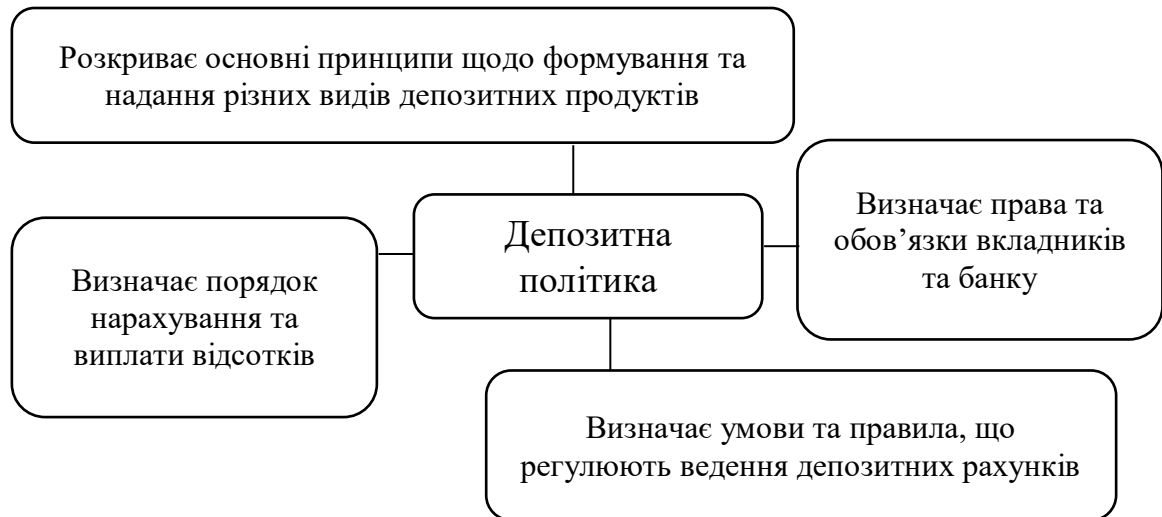 Розкриває основні принципи щодо формування та
надання різних видів депозитних продуктів
Депозитна
політика
Визначає права та
обов’язки вкладників
та банку
Визначає порядок
нарахування та
виплати відсотків
Визначає умови та правила, що
регулюють ведення депозитних рахунків